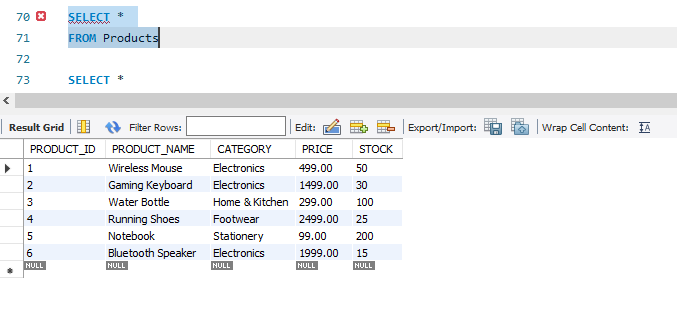 70 SELECT *
71 FROM Products
72
73 SELECT *
Result Grid Filter Rows: Edit: Export/Import: Wrap Cell Content: IA
PRODUCT_ID PRODUCT_NAME CATEGORY PRICE STOCK
1 Wireless Mouse Electronics 499.00 50
2 Gaming Keyboard Electronics 1499.00 30
3 Water Bottle Home & Kitchen 299.00 100
4 Running Shoes Footwear 2499.00 25
5 Notebook Stationery 99.00 200
6 Bluetooth Speaker Electronics 1999.00 15
NULL NULL NULL NULL NULL